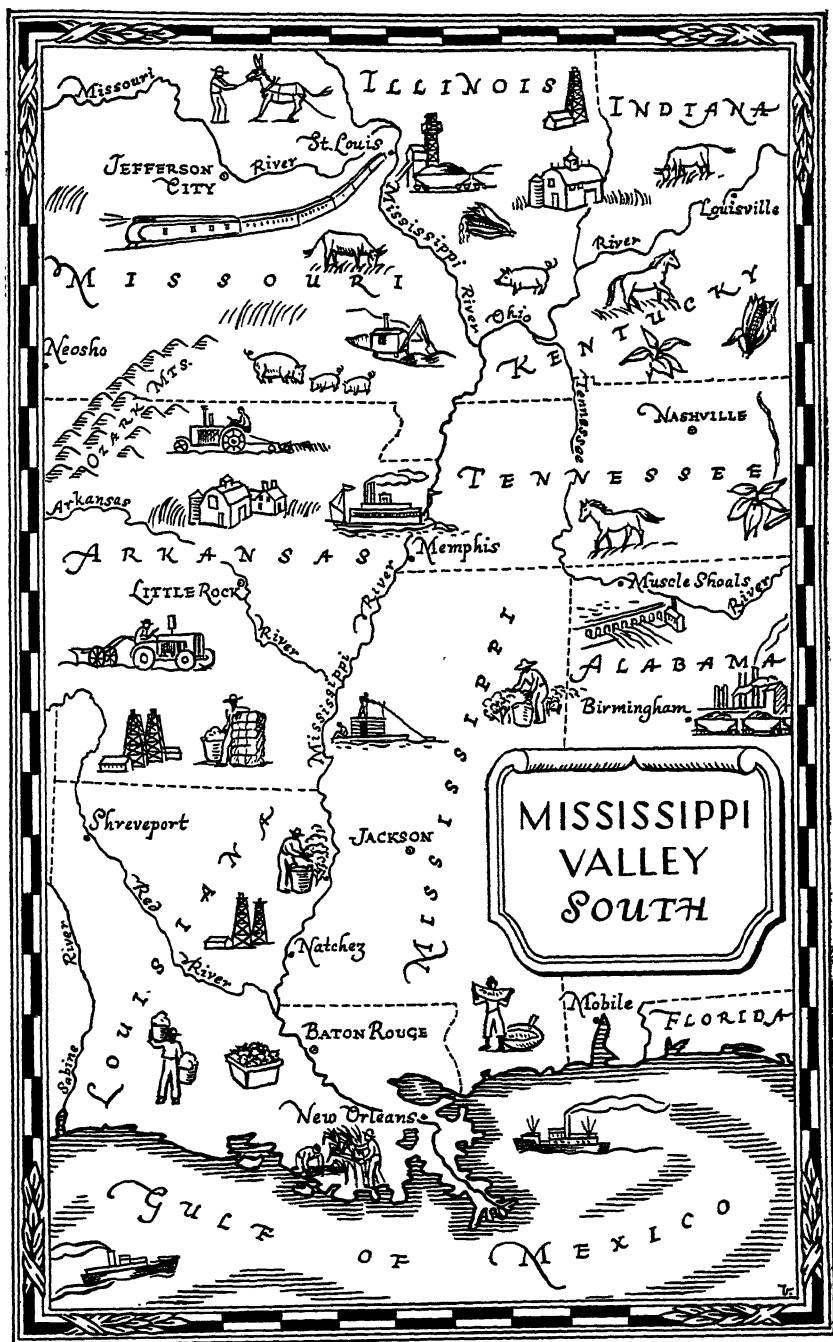 Missouri
ILLINOIS
INDIANA
St. Louis
JEFFERSON
CITY
River
Mississippi
River
Louisville
River
MISSOURI
Ohio
KENTUCKY
Neosho
OZARK MTS.
Tennessee
NASHVILLE
TENNESSEE
Arkansas
ARKANSAS
Memphis
LITTLE ROCK
River
River
Mississippi
Muscle Shoals
River
ALABAMA
Birmingham
MISSISSIPPI
MISSISSIPPI
VALLEY
SOUTH
Shreveport
JACKSON
Red
River
LOUISIANA
Natchez
River
Sabine
BATON ROUGE
Mobile
FLORIDA
New Orleans
GULF
OF
MEXICO